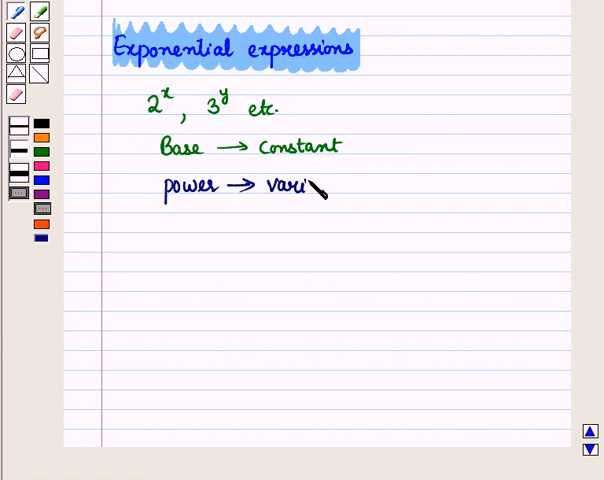 Exponential expressions
2^x, 3^y etc.
Base → constant
power → vari